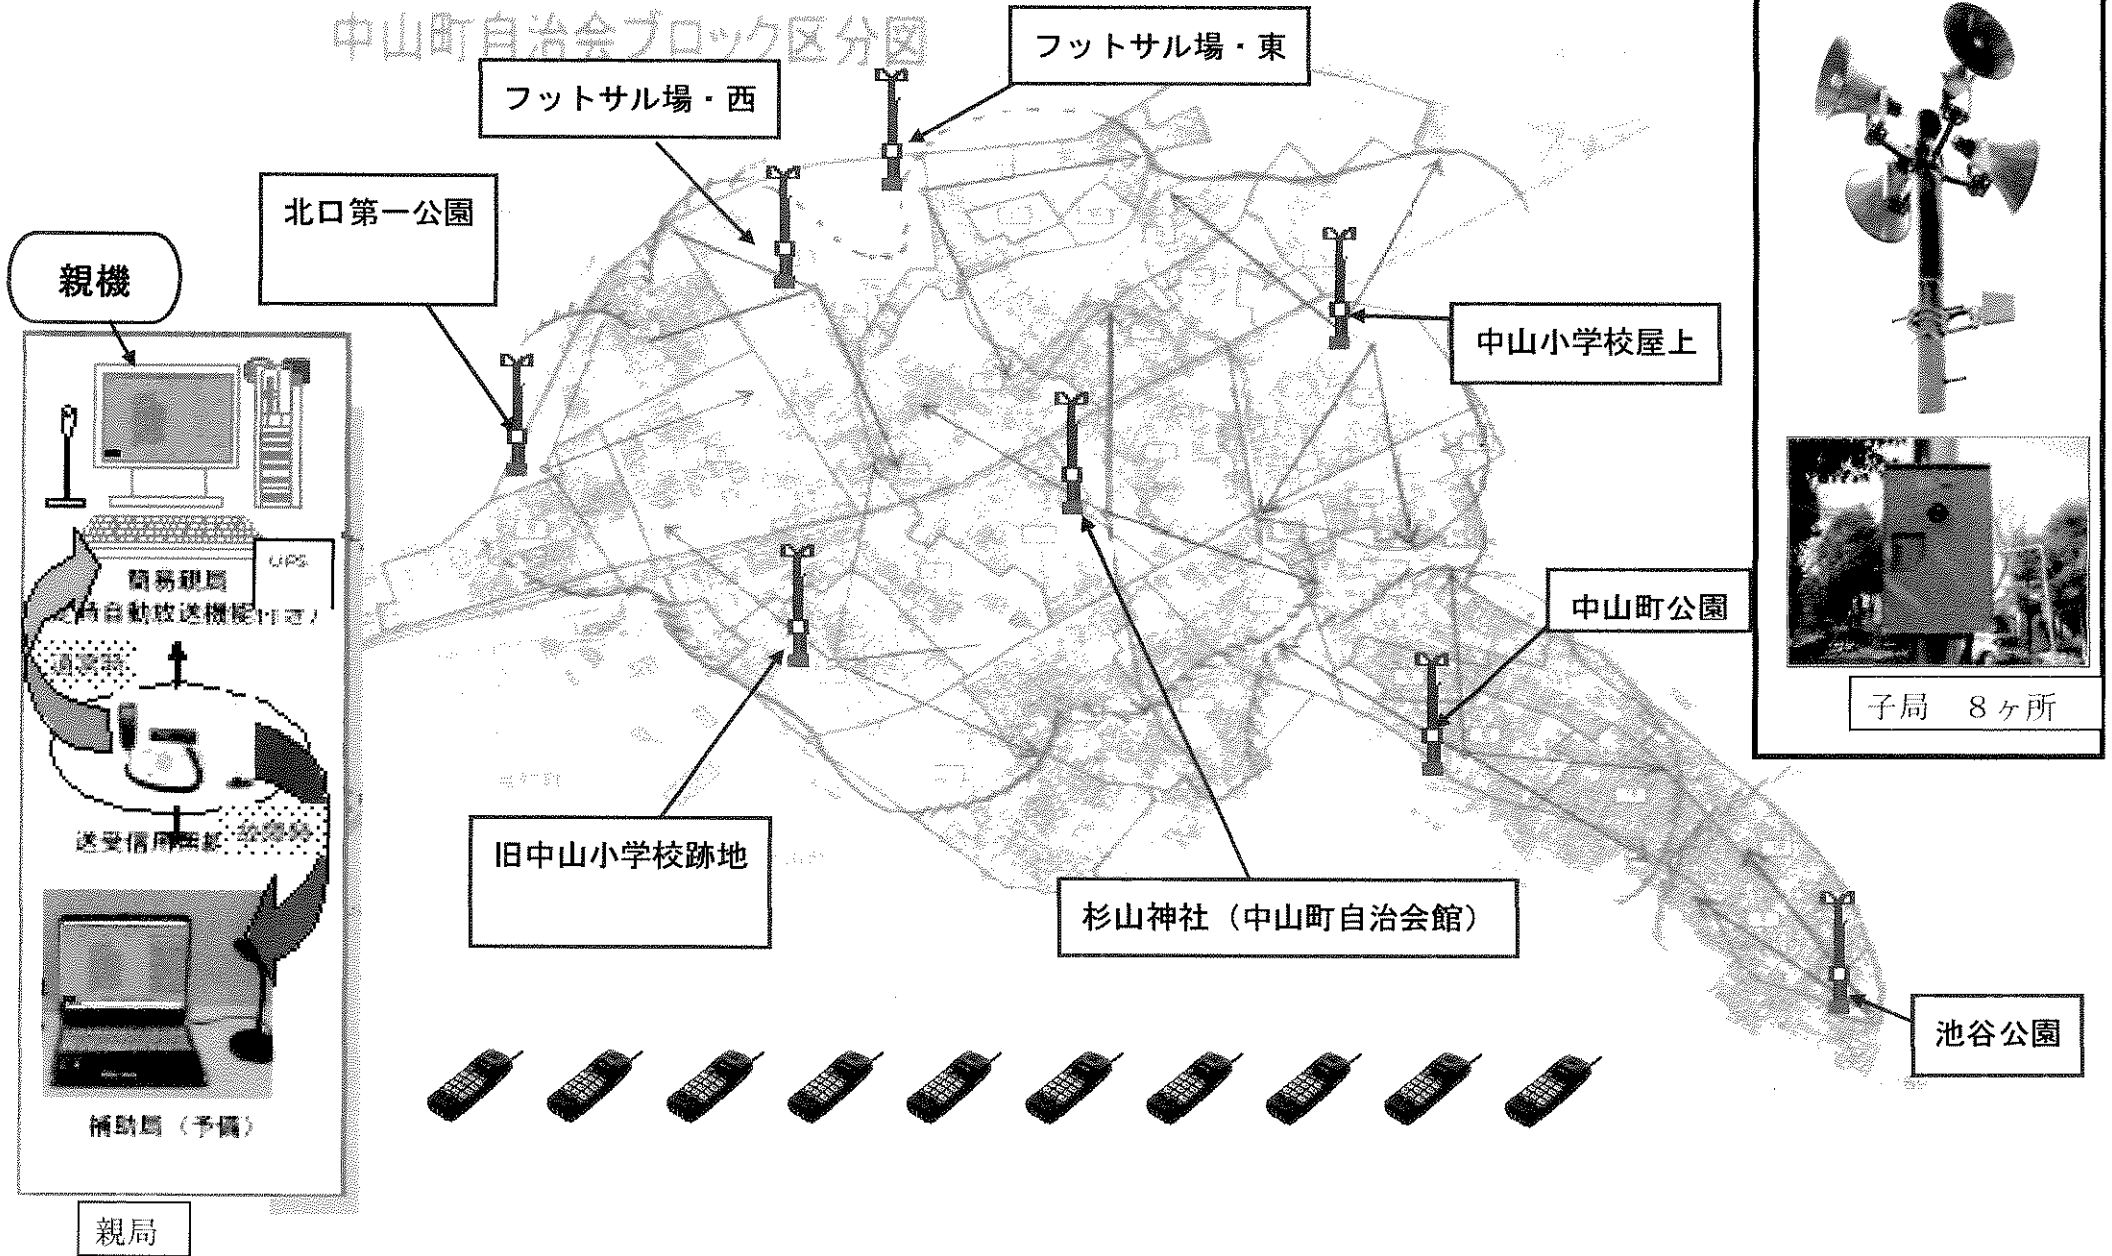 中山町自治会ブロック区分図
フットサル場・東
フットサル場・西
北口第一公園
親機
中山小学校屋上
UPS
簡易親局
中山町公園
子局 8ヶ所
旧中山小学校跡地
杉山神社（中山町自治会館）
池谷公園
補助局（予備）
親局